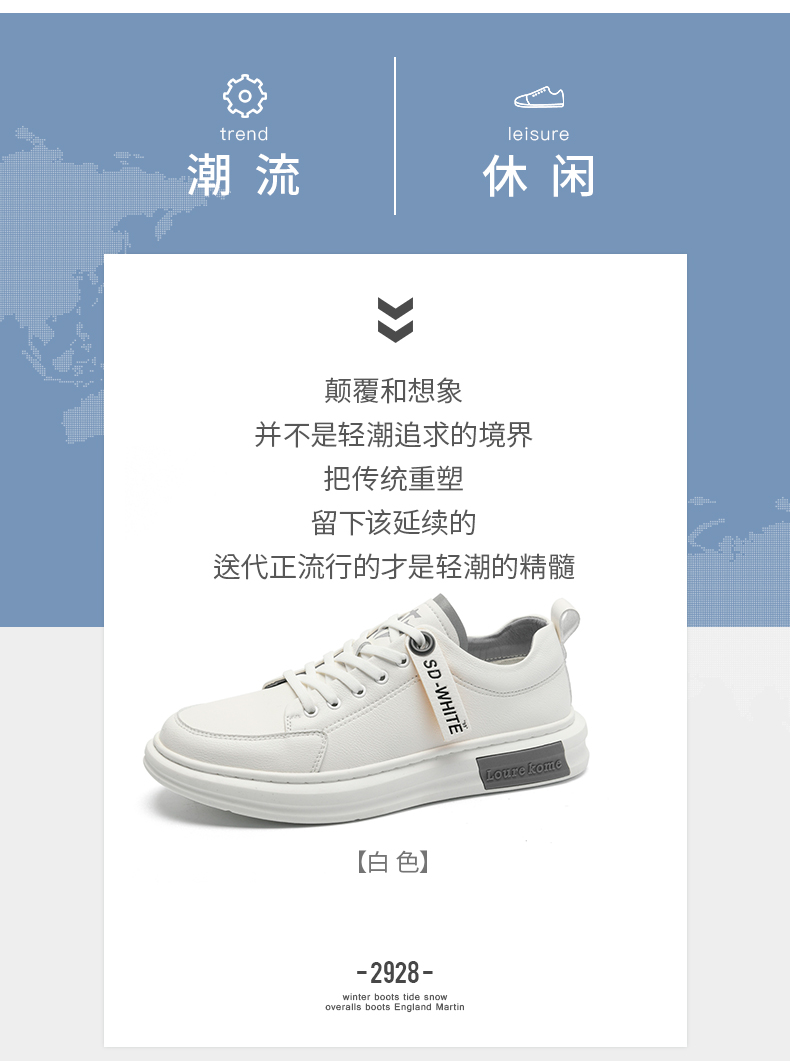 trend
潮流
leisure
休闲
颠覆和想象
并不是轻潮追求的境界
把传统重塑
留下该延续的
送代正流行的才是轻潮的精髓
SD-WHITE
"W"
Loure kome
【白 色】
-2928-
winter boots tide snow
overalls boots England Martin